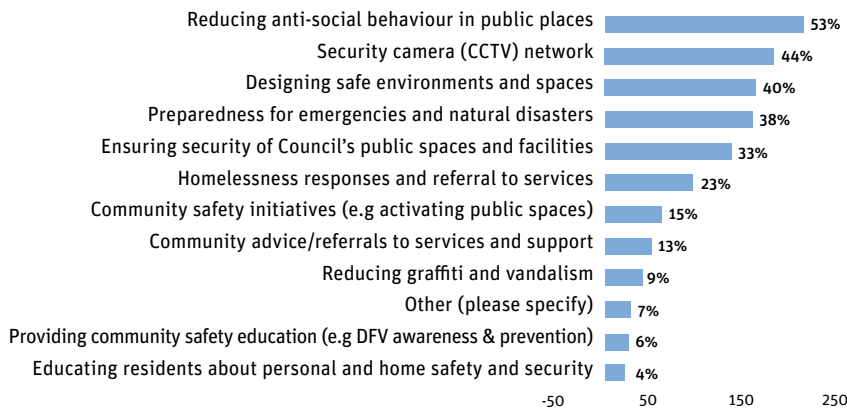 Reducing anti-social behaviour in public places 53%
Security camera (CCTV) network 44%
Designing safe environments and spaces 40%
Preparedness for emergencies and natural disasters 38%
Ensuring security of Council’s public spaces and facilities 33%
Homelessness responses and referral to services 23%
Community safety initiatives (e.g activating public spaces) 15%
Community advice/referrals to services and support 13%
Reducing graffiti and vandalism 9%
Other (please specify) 7%
Providing community safety education (e.g DFV awareness & prevention) 6%
Educating residents about personal and home safety and security 4%
-50 50 150 250